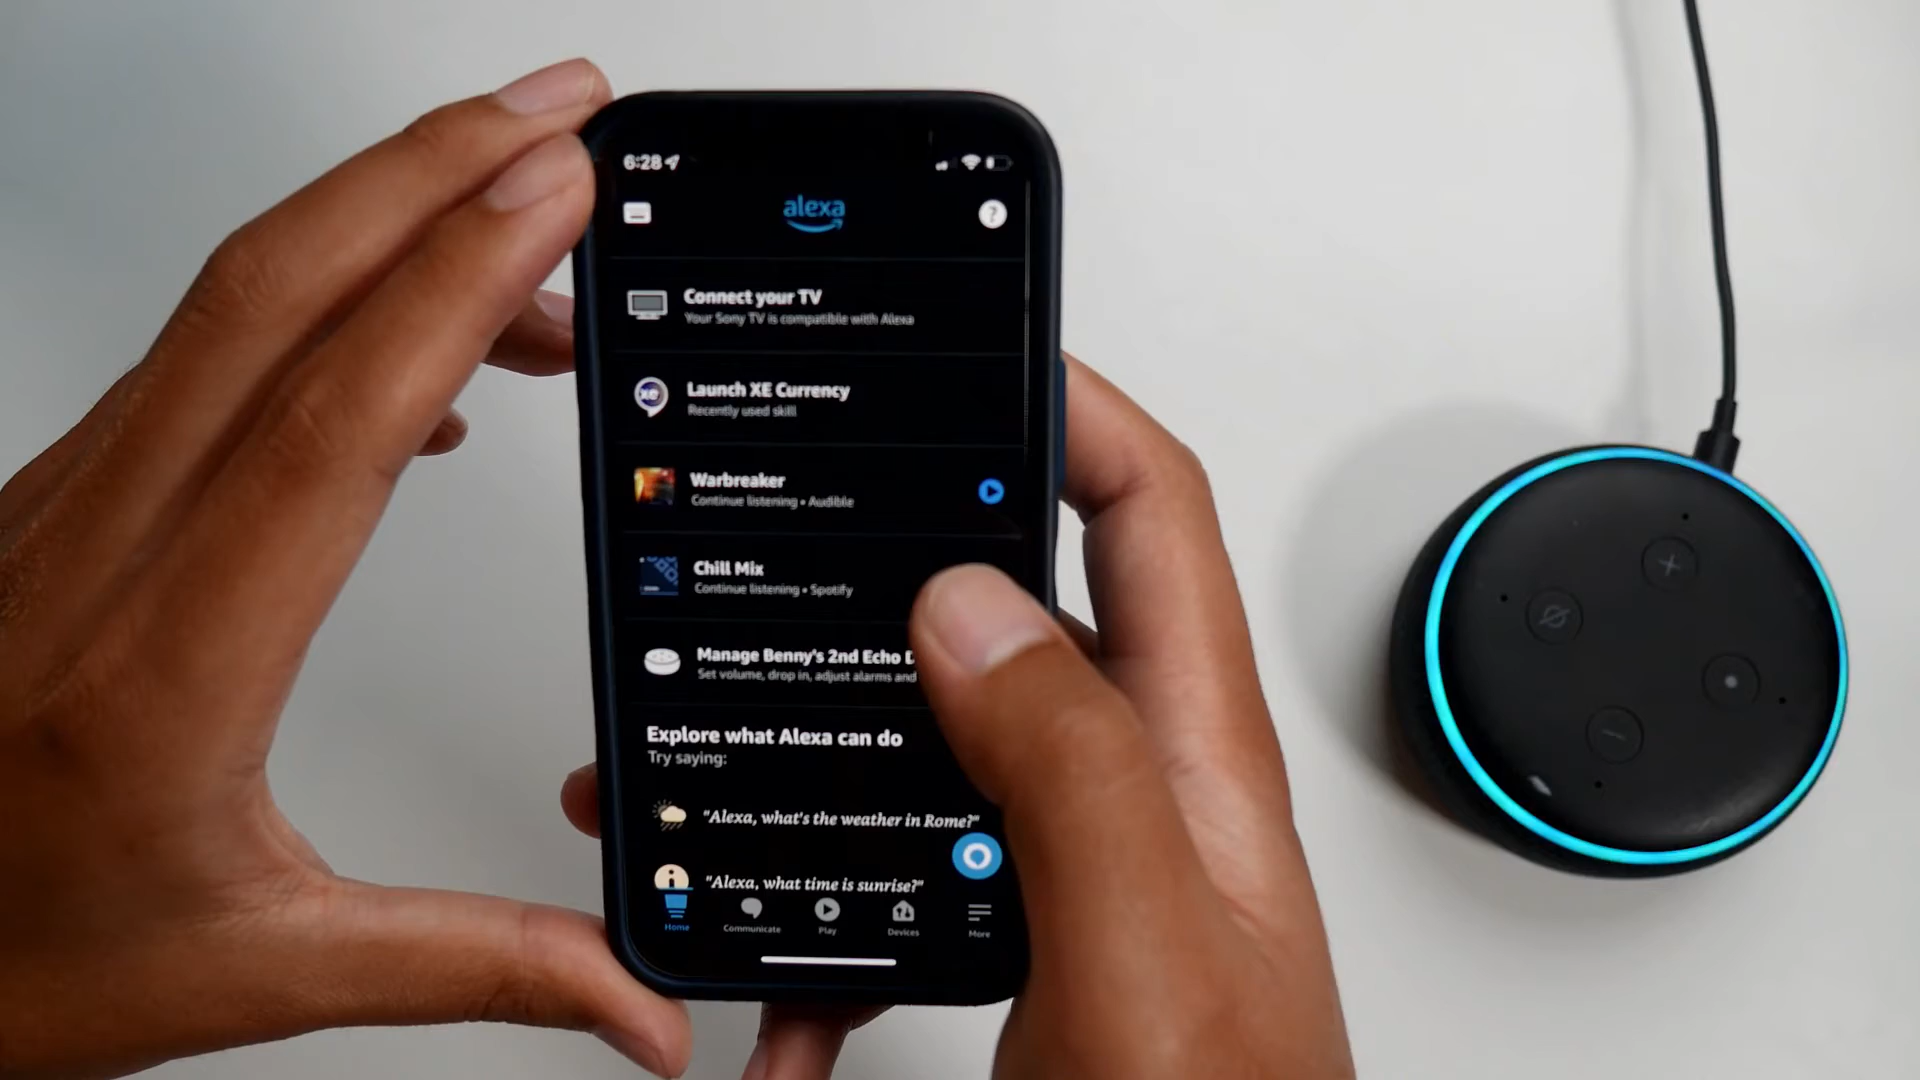 6:28
alexa
?
Connect your TV
Your Sony TV is compatible with Alexa
xe
Launch XE Currency
Recently used skill
Warbreaker
Continue listening • Audible
Chill Mix
Continue listening • Spotify
Manage Benny's 2nd Echo D
Set volume, drop in, adjust alarms and
Explore what Alexa can do
Try saying:
"Alexa, what's the weather in Rome?"
"Alexa, what time is sunrise?"
Home
Communicate
Play
Devices
More